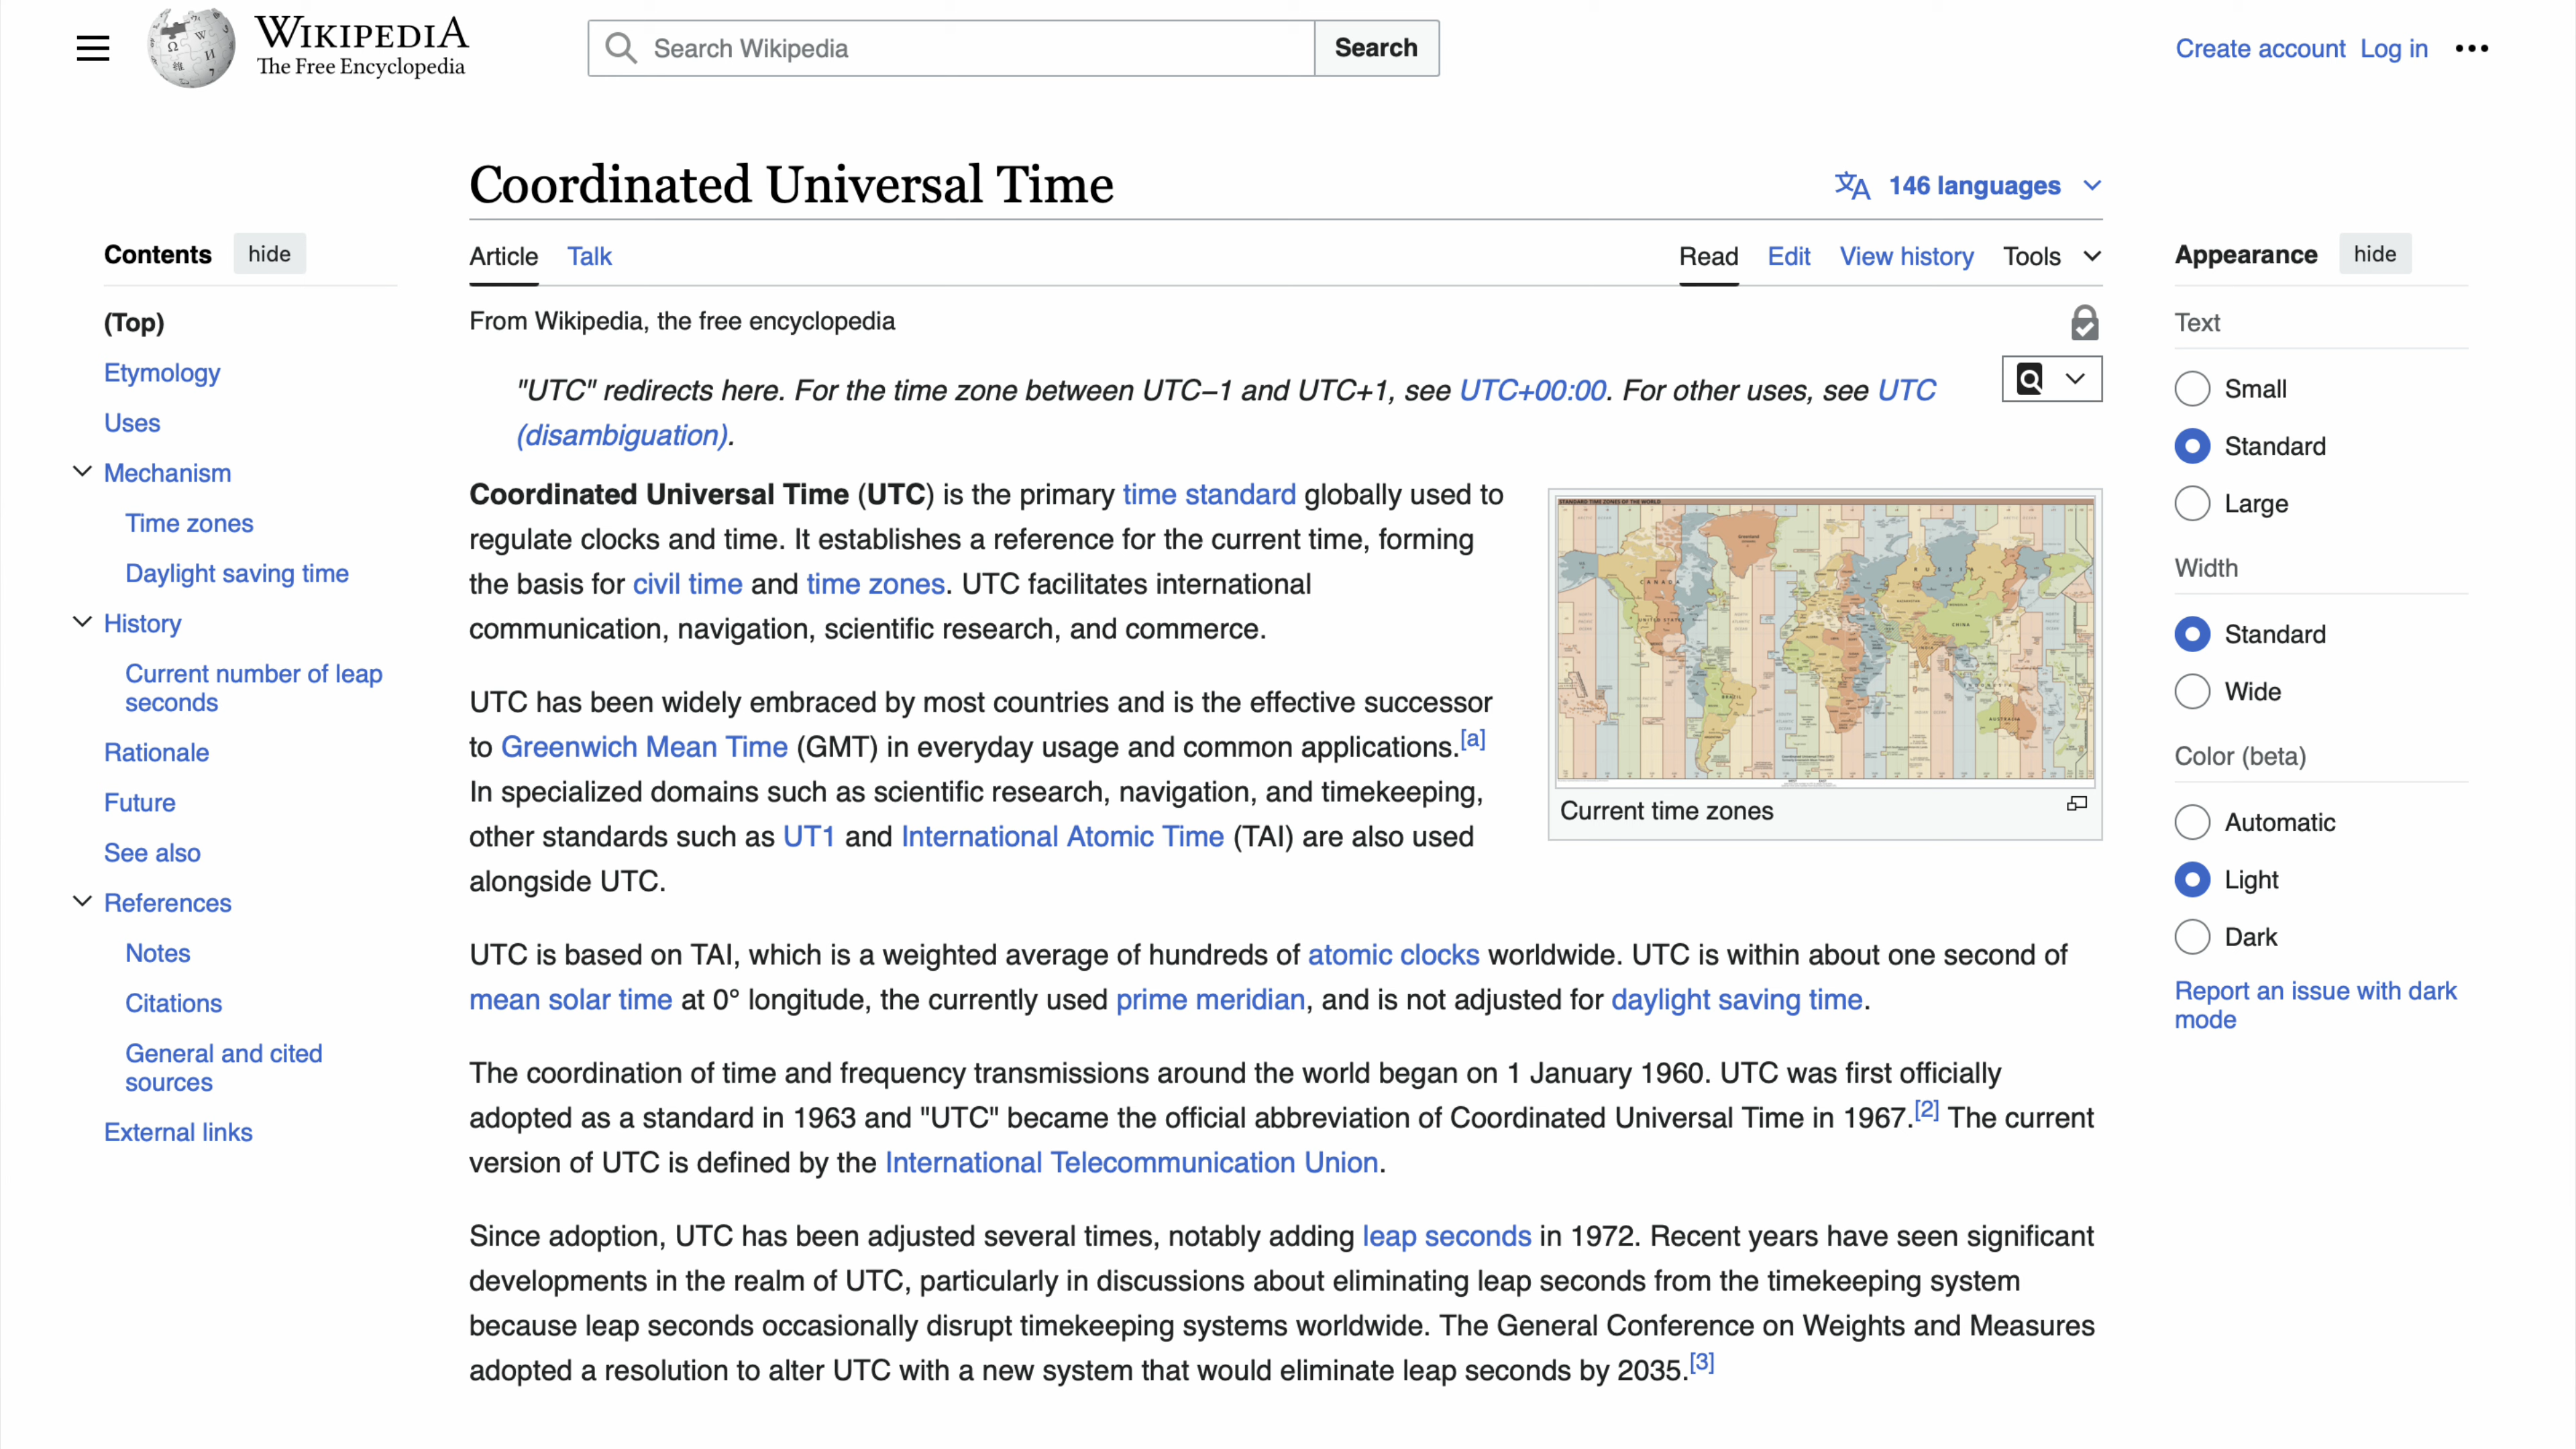 WIKIPEDIA
The Free Encyclopedia
Search Wikipedia
Search
Create account Log in
Coordinated Universal Time
146 languages
Contents hide
(Top)
Etymology
Uses
Mechanism
Time zones
Daylight saving time
History
Current number of leap
seconds
Rationale
Future
See also
References
Notes
Citations
General and cited
sources
External links
Article Talk
Read Edit View history Tools
From Wikipedia, the free encyclopedia
"UTC" redirects here. For the time zone between UTC−1 and UTC+1, see UTC+00:00. For other uses, see UTC
(disambiguation).
Coordinated Universal Time (UTC) is the primary time standard globally used to
regulate clocks and time. It establishes a reference for the current time, forming
the basis for civil time and time zones. UTC facilitates international
communication, navigation, scientific research, and commerce.
UTC has been widely embraced by most countries and is the effective successor
to Greenwich Mean Time (GMT) in everyday usage and common applications.[a]
In specialized domains such as scientific research, navigation, and timekeeping,
other standards such as UT1 and International Atomic Time (TAI) are also used
alongside UTC.
STANDARD TIME ZONES OF THE WORLD
Greenland
CANADA
RUSSIA
UNITED STATES
CHINA
INDIA
BRAZIL
AUSTRALIA
Current time zones
UTC is based on TAI, which is a weighted average of hundreds of atomic clocks worldwide. UTC is within about one second of
mean solar time at 0° longitude, the currently used prime meridian, and is not adjusted for daylight saving time.
The coordination of time and frequency transmissions around the world began on 1 January 1960. UTC was first officially
adopted as a standard in 1963 and "UTC" became the official abbreviation of Coordinated Universal Time in 1967.[2] The current
version of UTC is defined by the International Telecommunication Union.
Since adoption, UTC has been adjusted several times, notably adding leap seconds in 1972. Recent years have seen significant
developments in the realm of UTC, particularly in discussions about eliminating leap seconds from the timekeeping system
because leap seconds occasionally disrupt timekeeping systems worldwide. The General Conference on Weights and Measures
adopted a resolution to alter UTC with a new system that would eliminate leap seconds by 2035.[3]
Appearance hide
Text
Small
Standard
Large
Width
Standard
Wide
Color (beta)
Automatic
Light
Dark
Report an issue with dark
mode